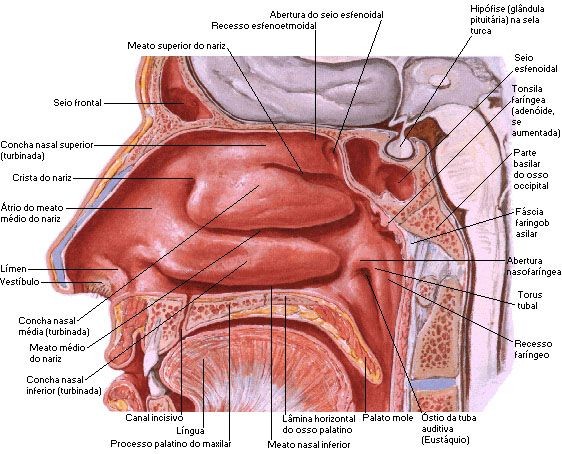 Abertura do seio esfenoidal
Recesso esfenoetmoidal
Meato superior do nariz
Hipófise (glândula
pituitária) na sela
turca
Seio
esfenoidal
Tonsila
faríngea
(adenóide,
se
aumentada)
Parte
basilar
do osso
occipital
Fáscia
faringob
asilar
Abertura
nasofaríngea
Torus
tubal
Recesso
faríngeo
Seio frontal
Concha nasal superior
(turbinada)
Crista do nariz
Átrio do meato
médio do nariz
Límen
Vestíbulo
Concha nasal
média (turbinada)
Meato médio
do nariz
Concha nasal
inferior (turbinada)
Canal incisivo
Língua
Processo palatino do maxilar
Lâmina horizontal
do osso palatino
Meato nasal inferior
Palato mole
Óstio da tuba
auditiva
(Eustáquio)